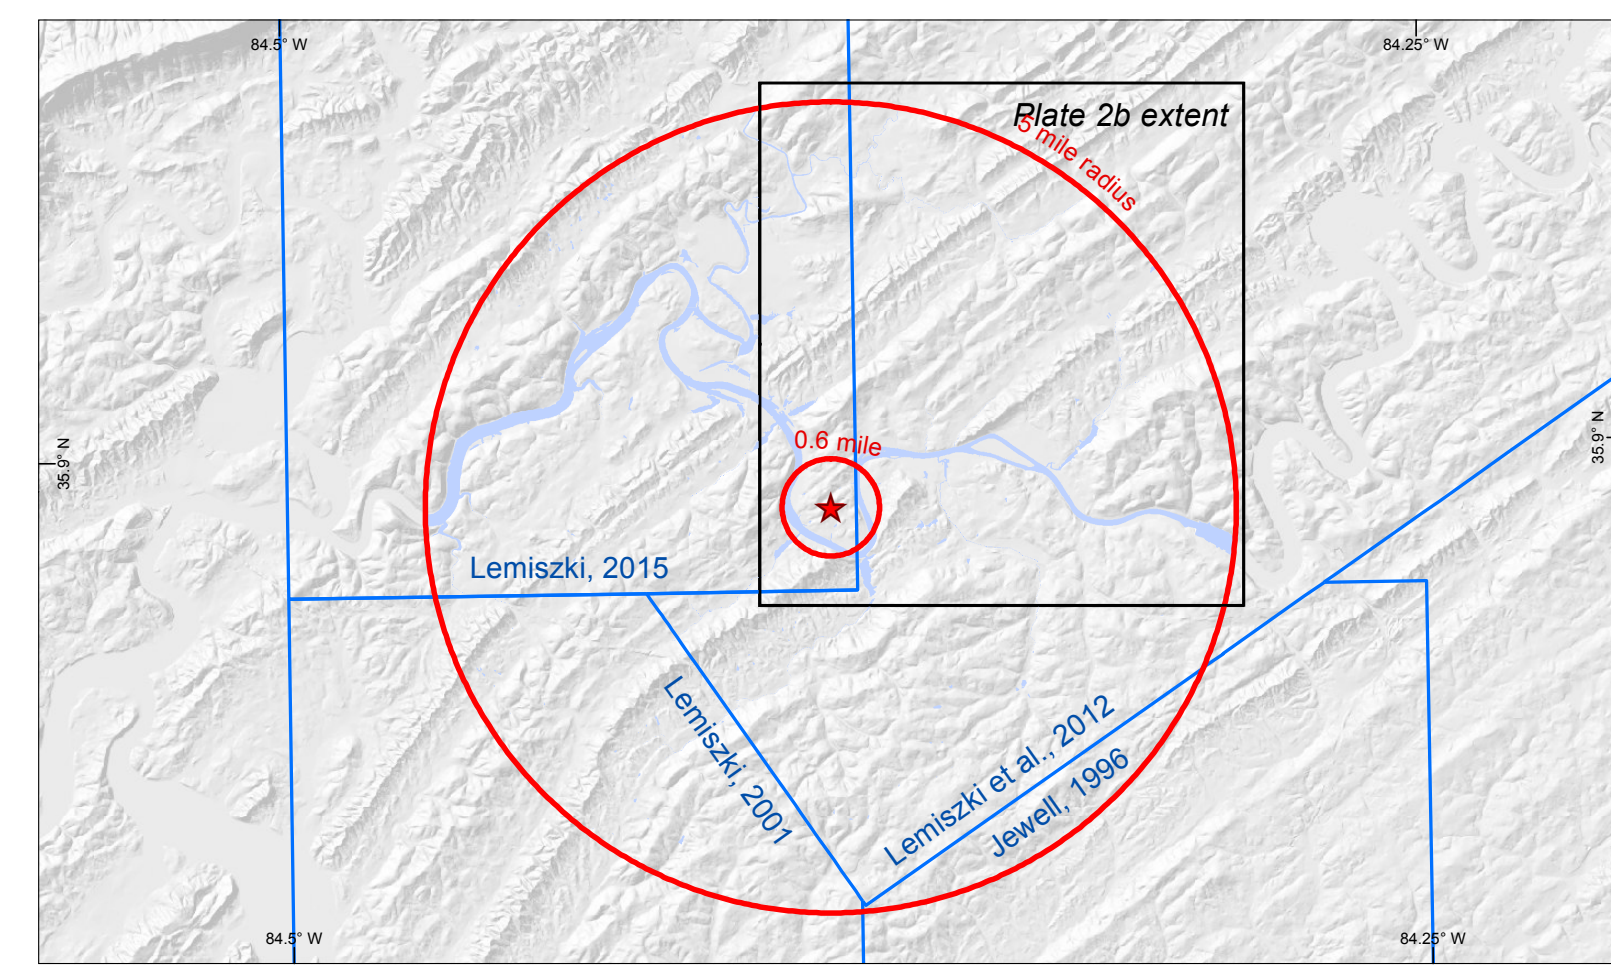 84.5° W
84.25° W
Plate 2b extent
5 mile radius
0.6 mile
35.9° N
35.9° N
Lemiszki, 2015
Lemiszki, 2001
Lemiszki et al., 2012
Jewell, 1996
84.5° W
84.25° W